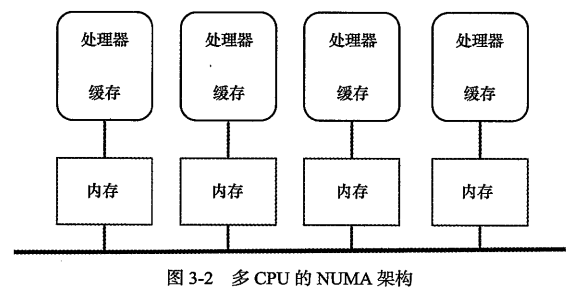 处理器 处理器 处理器 处理器
缓存 缓存 缓存 缓存
内存 内存 内存 内存
图 3-2 多 CPU 的 NUMA 架构